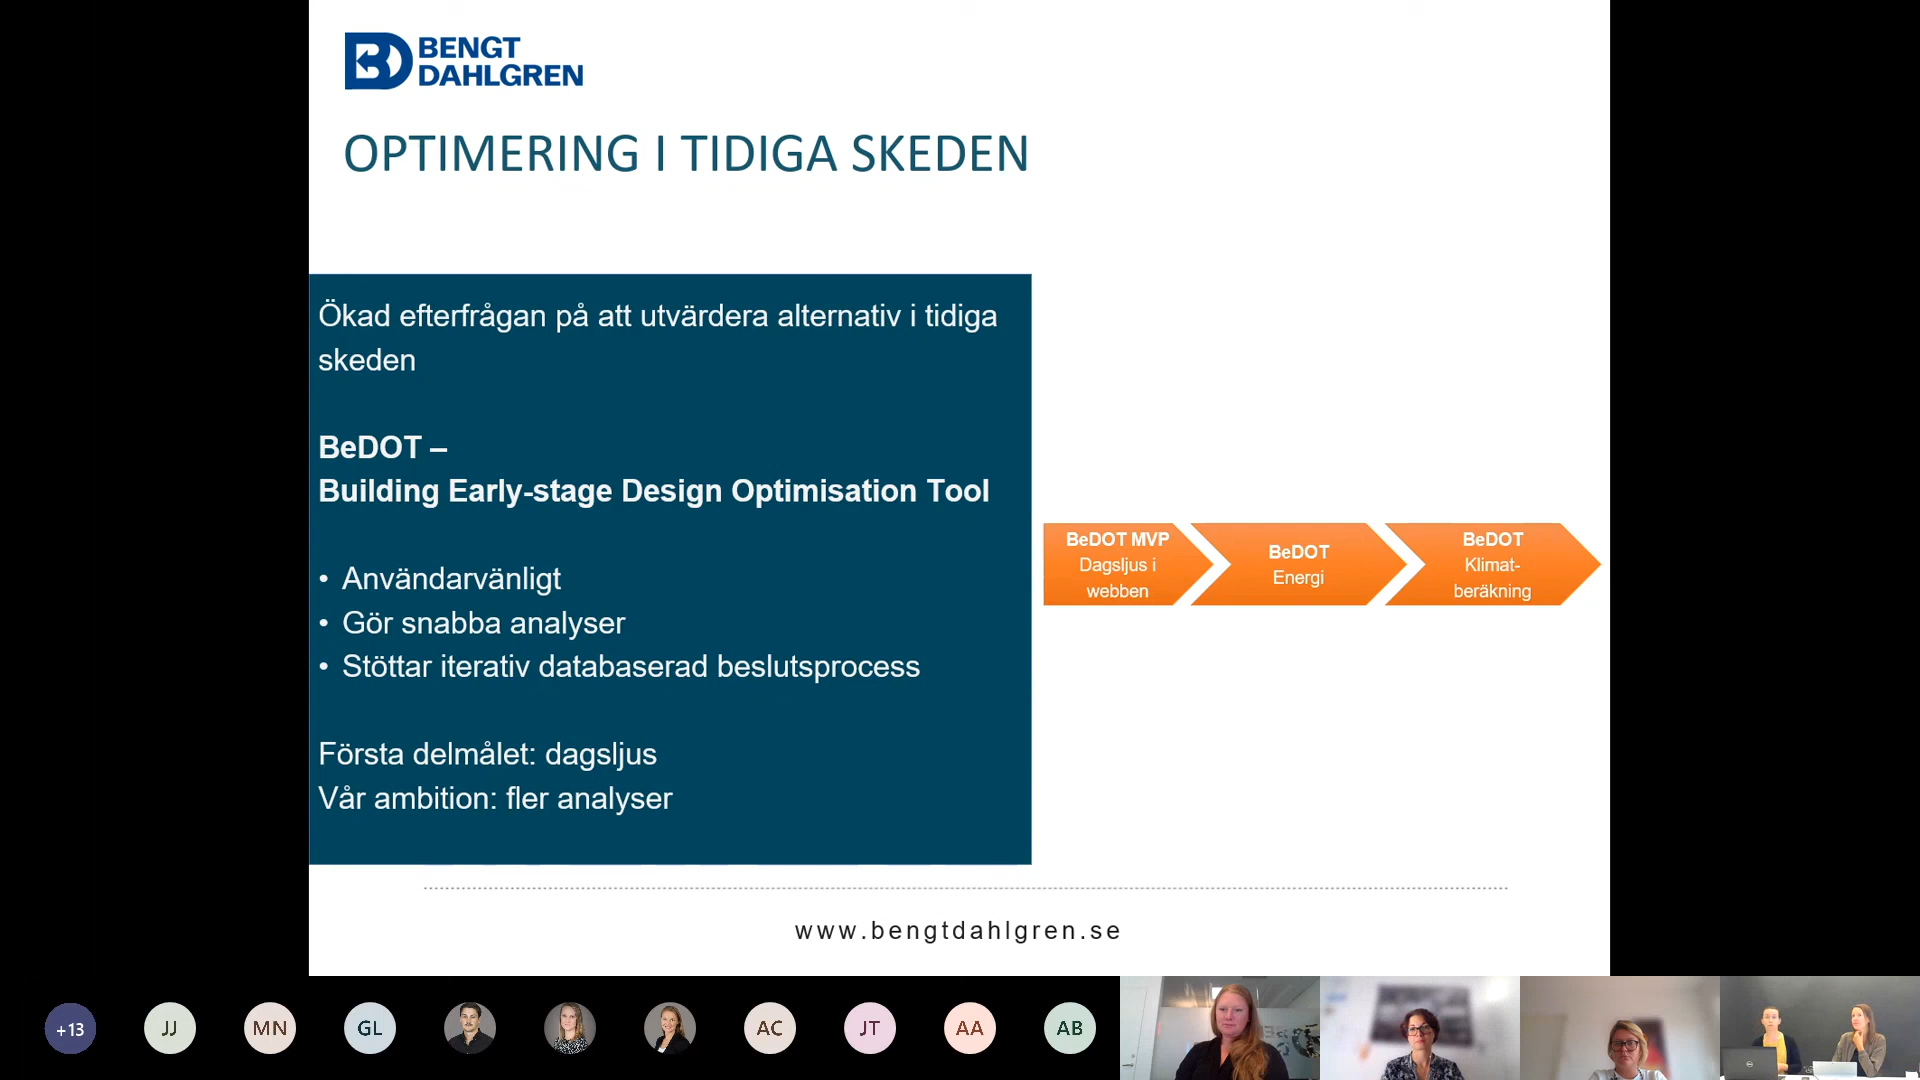 BENGT
DAHLGREN
OPTIMERING I TIDIGA SKEDEN
Ökad efterfrågan på att utvärdera alternativ i tidiga
skeden
BeDOT –
Building Early-stage Design Optimisation Tool
• Användarvänligt
• Gör snabba analyser
• Stöttar iterativ databaserad beslutsprocess
Första delmålet: dagsljus
Vår ambition: fler analyser
BeDOT MVP
Dagsljus i
webben
BeDOT
Energi
BeDOT
Klimat-
beräkning
www.bengtdahlgren.se
+13
JJ
MN
GL
AC
JT
AA
AB